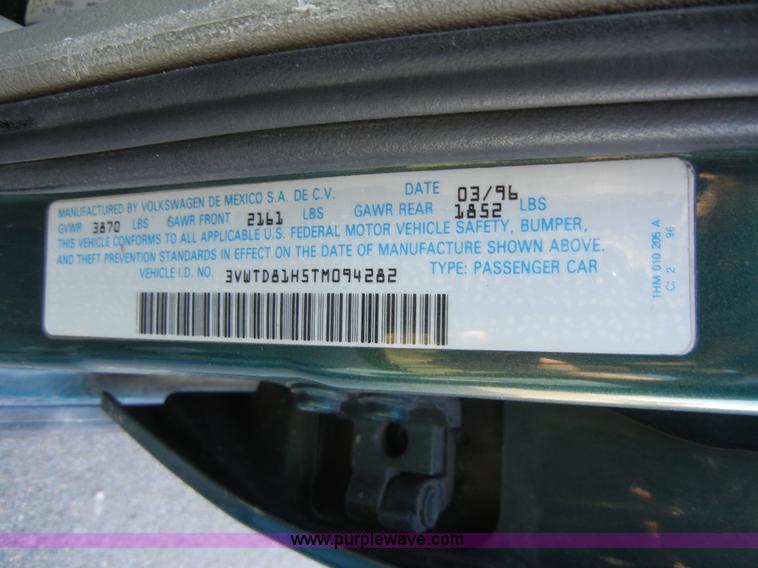 MANUFACTURED BY VOLKSWAGEN DE MEXICO S.A. DE C.V. DATE 03/96
GVWR 3870 LBS GAWR FRONT 2161 LBS GAWR REAR 1852 LBS
THIS VEHICLE CONFORMS TO ALL APPLICABLE U.S. FEDERAL MOTOR VEHICLE SAFETY, BUMPER,
AND THEFT PREVENTION STANDARDS IN EFFECT ON THE DATE OF MANUFACTURE SHOWN ABOVE.
VEHICLE I.D. NO. 3VWTD81H5TM094282 TYPE: PASSENGER CAR
1HM 010 205 A
C: 2 96
www.purplewave.com